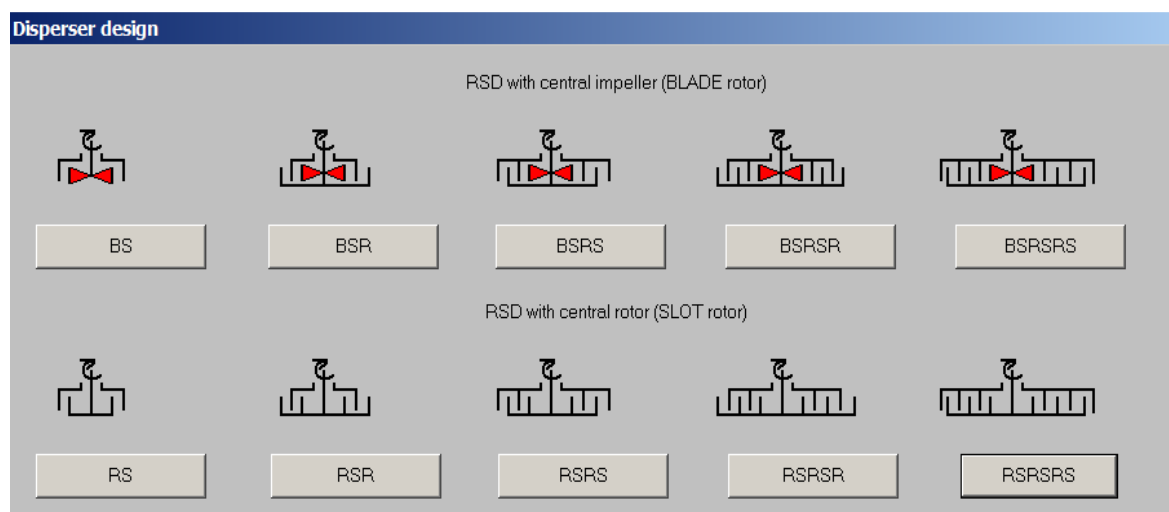 Disperser design
RSD with central impeller (BLADE rotor)
BS BSR BSRS BSRSR BSRSRS
RSD with central rotor (SLOT rotor)
RS RSR RSRS RSRSR RSRSRS